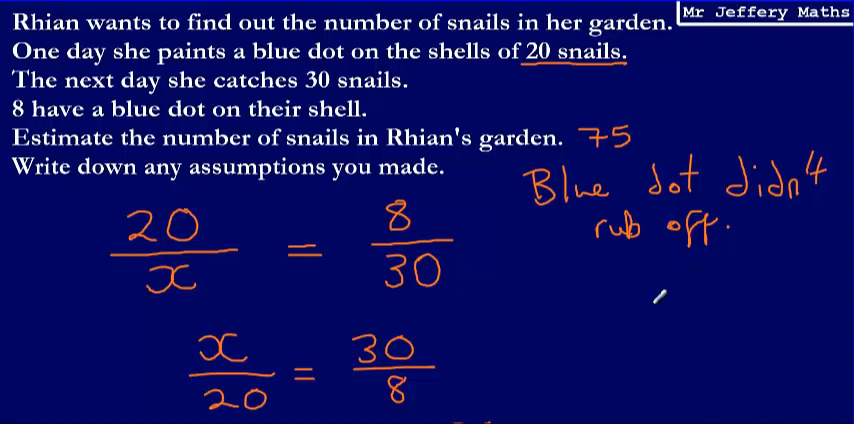 Mr Jeffery Maths
Rhian wants to find out the number of snails in her garden.
One day she paints a blue dot on the shells of 20 snails.
The next day she catches 30 snails.
8 have a blue dot on their shell.
Estimate the number of snails in Rhian's garden. 75
Write down any assumptions you made.
Blue dot didn't
rub off.
20/x = 8/30
x/20 = 30/8